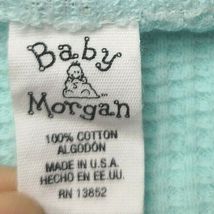 Baby
Morgan
100% COTTON
ALGODÓN
MADE IN U.S.A.
HECHO EN EE.UU.
RN 13852